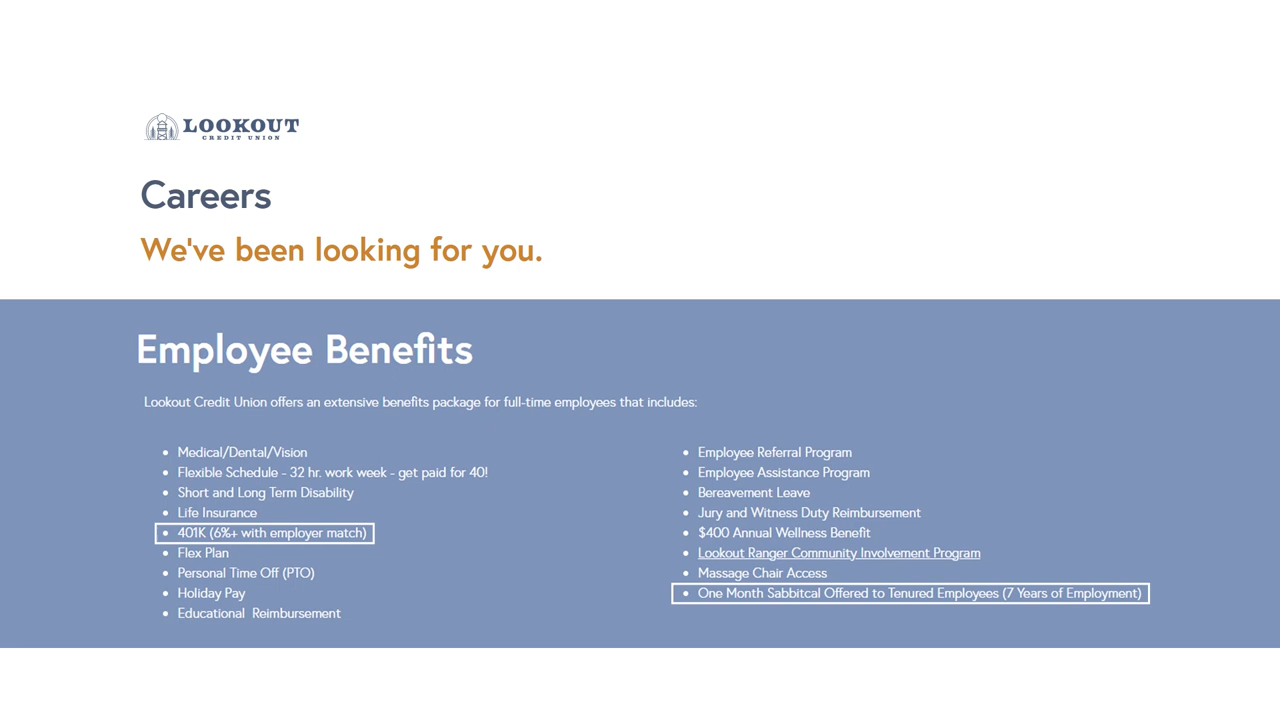 LOOKOUT
CREDIT UNION
Careers
We've been looking for you.
Employee Benefits
Lookout Credit Union offers an extensive benefits package for full-time employees that includes:
• Medical/Dental/Vision
• Flexible Schedule - 32 hr. work week - get paid for 40!
• Short and Long Term Disability
• Life Insurance
• 401K (6%+ with employer match)
• Flex Plan
• Personal Time Off (PTO)
• Holiday Pay
• Educational  Reimbursement
• Employee Referral Program
• Employee Assistance Program
• Bereavement Leave
• Jury and Witness Duty Reimbursement
• $400 Annual Wellness Benefit
• Lookout Ranger Community Involvement Program
• Massage Chair Access
• One Month Sabbitcal Offered to Tenured Employees (7 Years of Employment)